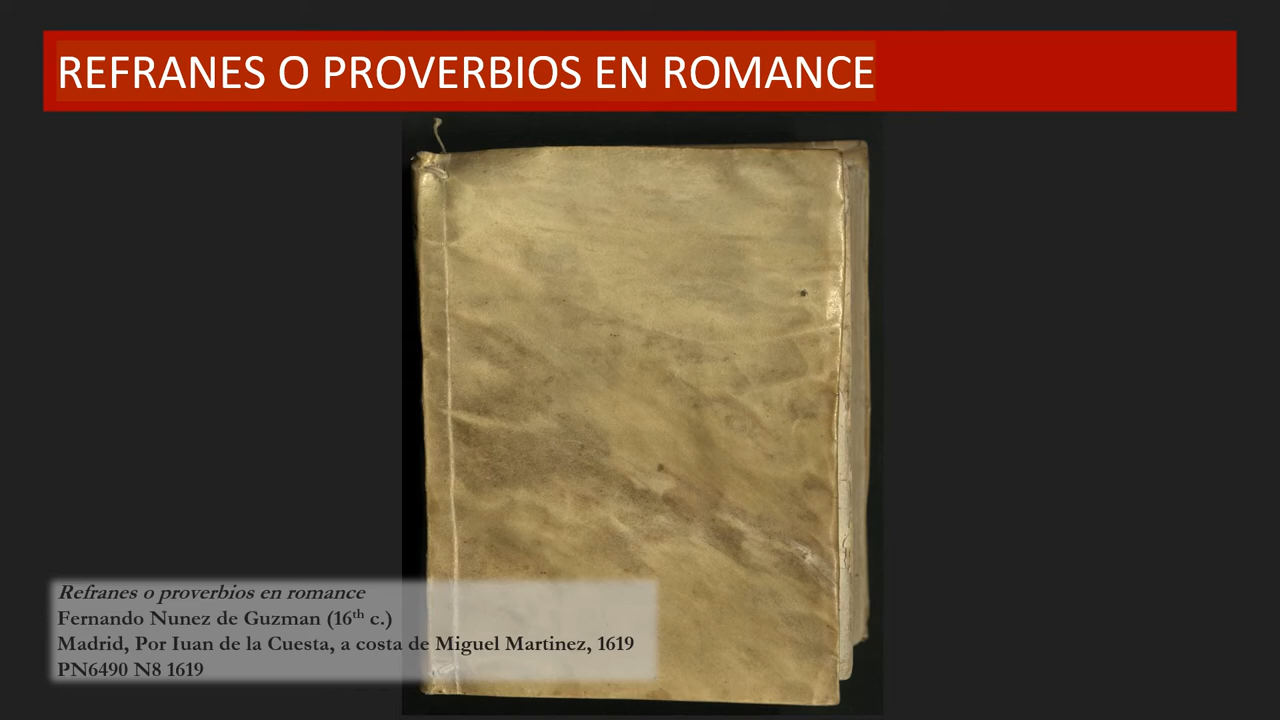 REFRANES O PROVERBIOS EN ROMANCE
Refranes o proverbios en romance
Fernando Nunez de Guzman (16th c.)
Madrid, Por Iuan de la Cuesta, a costa de Miguel Martinez, 1619
PN6490 N8 1619